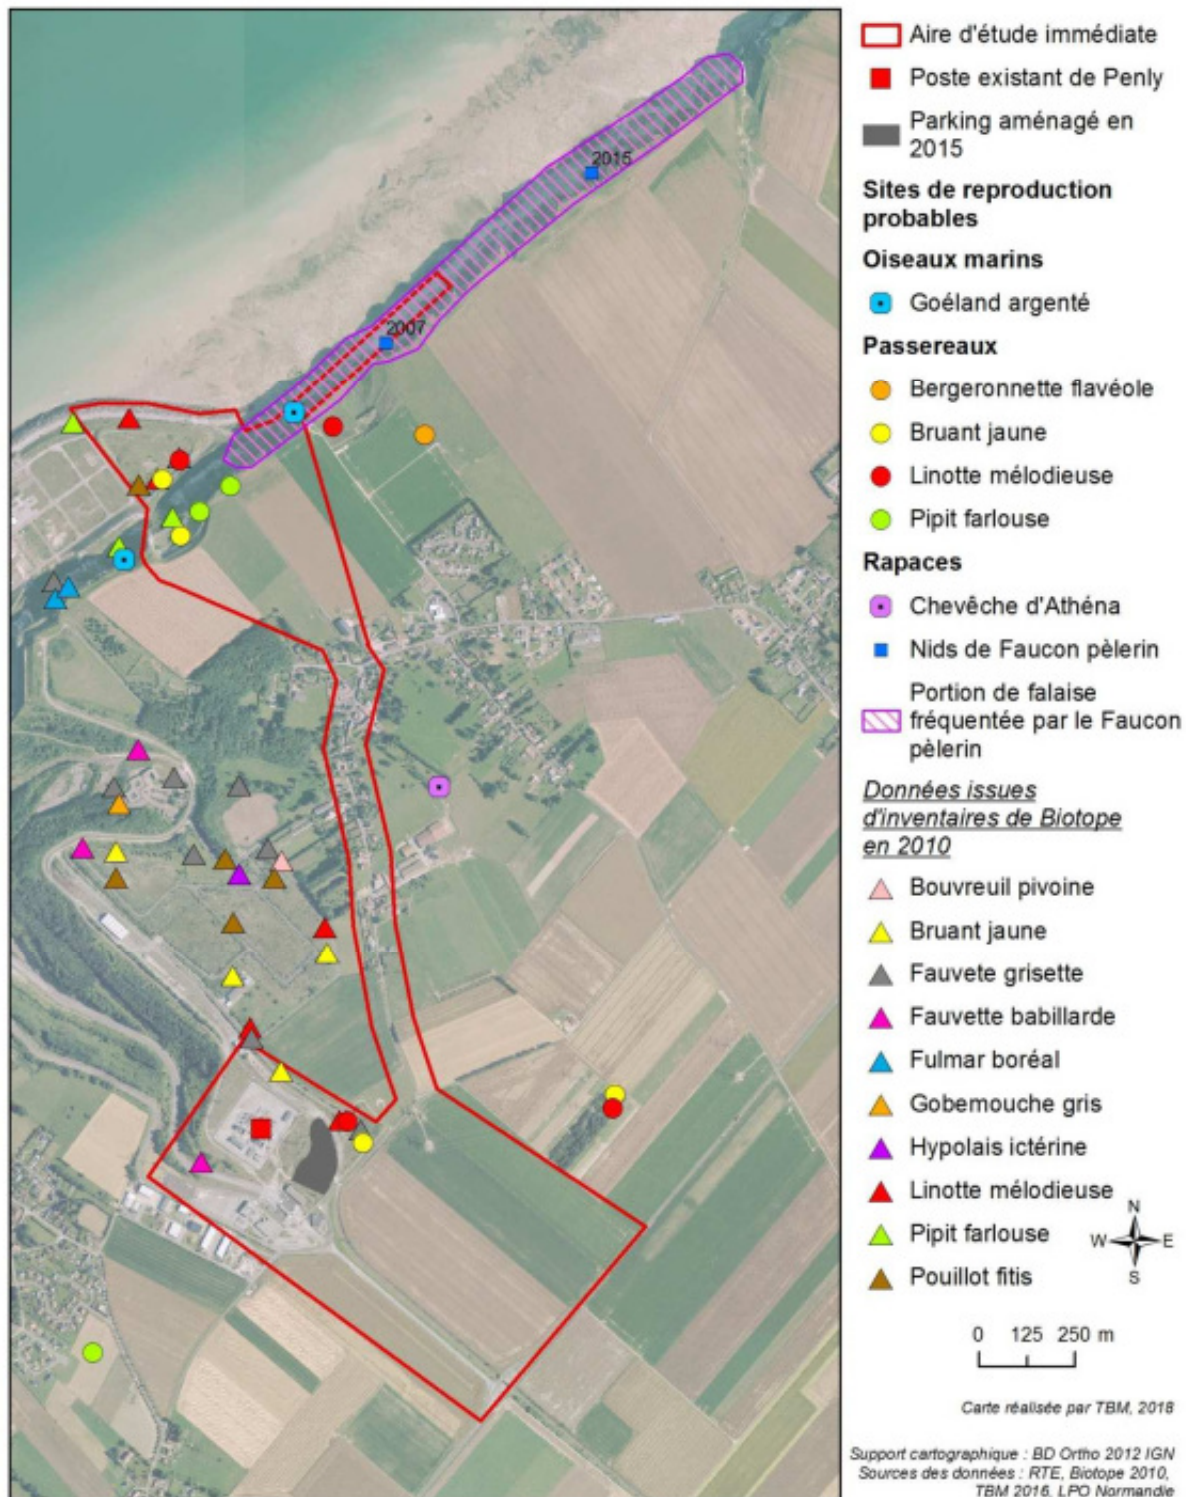 2015
2007
Aire d'étude immédiate
Poste existant de Penly
Parking aménagé en
2015
Sites de reproduction
probables
Oiseaux marins
Goéland argenté
Passereaux
Bergeronnette flavéole
Bruant jaune
Linotte mélodieuse
Pipit farlouse
Rapaces
Chevêche d'Athéna
Nids de Faucon pèlerin
Portion de falaise
fréquentée par le Faucon
pèlerin
Données issues
d'inventaires de Biotope
en 2010
Bouvreuil pivoine
Bruant jaune
Fauvete grisette
Fauvette babillarde
Fulmar boréal
Gobemouche gris
Hypolais ictérine
Linotte mélodieuse
Pipit farlouse
Pouillot fitis
N
W E
S
0 125 250 m
Carte réalisée par TBM, 2018
Support cartographique : BD Ortho 2012 IGN
Sources des données : RTE, Biotope 2010,
TBM 2016, LPO Normandie